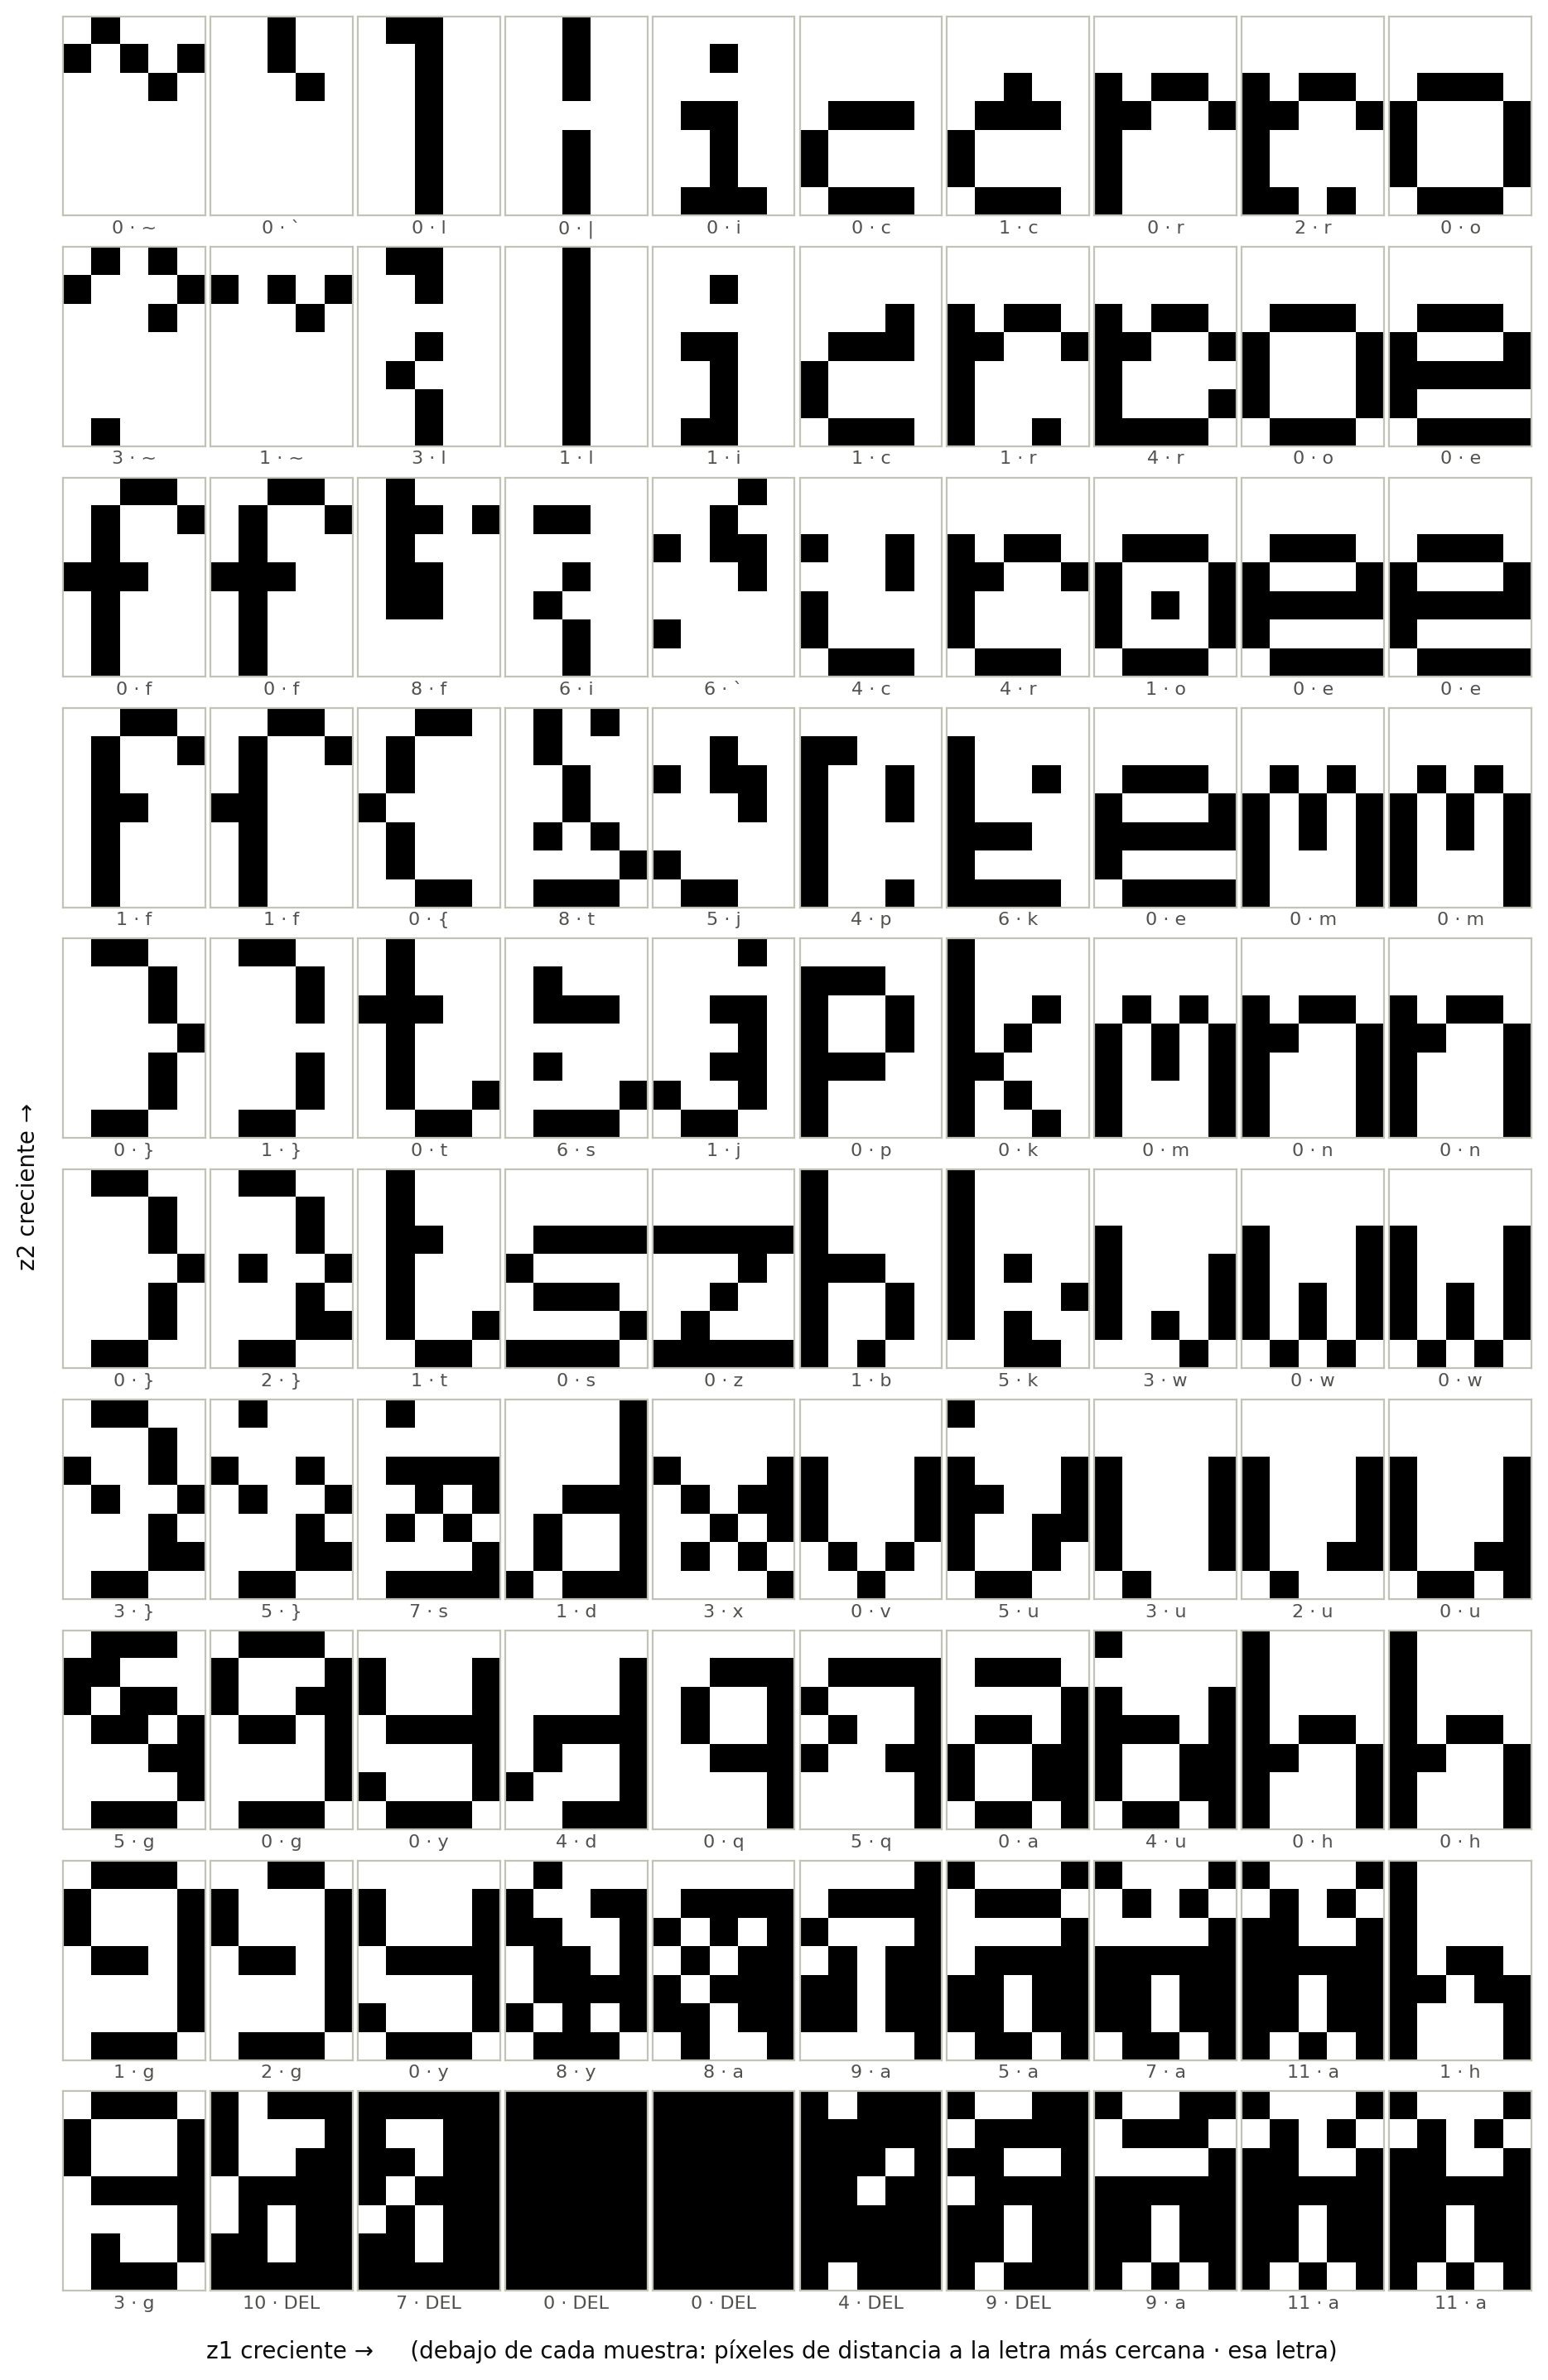 0 · ~ 0 · ` 0 · l 0 · | 0 · i 0 · c 1 · c 0 · r 2 · r 0 · o
3 · ~ 1 · ~ 3 · l 1 · l 1 · i 1 · c 1 · r 4 · r 0 · o 0 · e
0 · f 0 · f 8 · f 6 · i 6 · ` 4 · c 4 · r 1 · o 0 · e 0 · e
1 · f 1 · f 0 · { 8 · t 5 · j 4 · p 6 · k 0 · e 0 · m 0 · m
0 · } 1 · } 0 · t 6 · s 1 · j 0 · p 0 · k 0 · m 0 · n 0 · n
0 · } 2 · } 1 · t 0 · s 0 · z 1 · b 5 · k 3 · w 0 · w 0 · w
3 · } 5 · } 7 · s 1 · d 3 · x 0 · v 5 · u 3 · u 2 · u 0 · u
5 · g 0 · g 0 · y 4 · d 0 · q 5 · q 0 · a 4 · u 0 · h 0 · h
1 · g 2 · g 0 · y 8 · y 8 · a 9 · a 5 · a 7 · a 11 · a 1 · h
3 · g 10 · DEL 7 · DEL 0 · DEL 0 · DEL 4 · DEL 9 · DEL 9 · a 11 · a 11 · a
z2 creciente →
z1 creciente → (debajo de cada muestra: píxeles de distancia a la letra más cercana · esa letra)